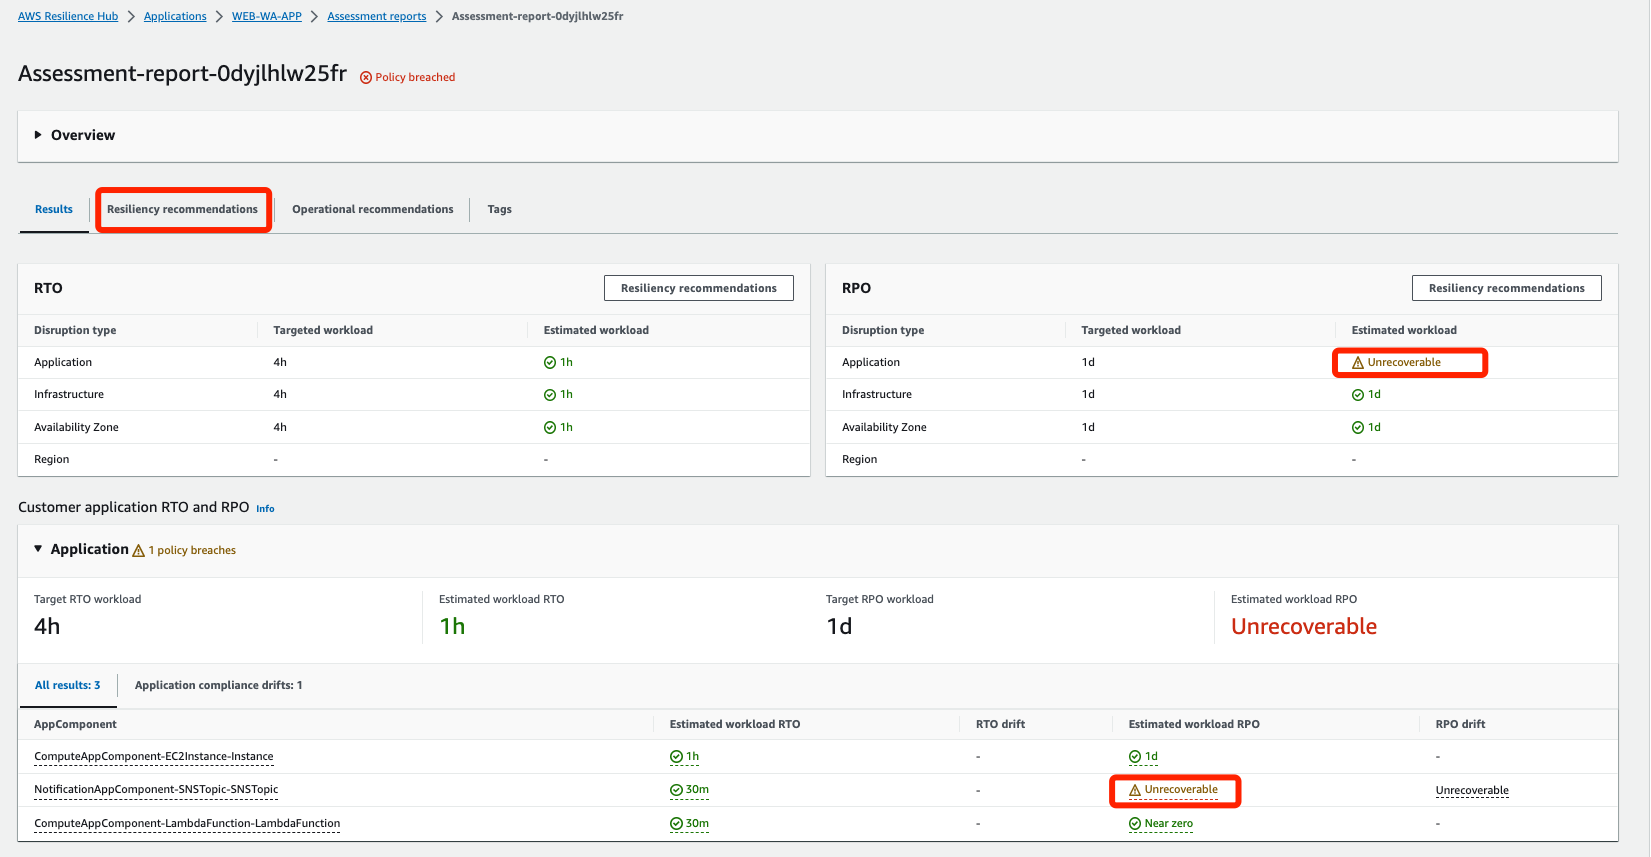 AWS Resilience Hub > Applications > WEB-WA-APP > Assessment reports > Assessment-report-0dyjlhlw25fr
Assessment-report-0dyjlhlw25fr Policy breached
Overview
Results Resiliency recommendations Operational recommendations Tags
RTO Resiliency recommendations
Disruption type Targeted workload Estimated workload
Application 4h 1h
Infrastructure 4h 1h
Availability Zone 4h 1h
Region - -
RPO Resiliency recommendations
Disruption type Targeted workload Estimated workload
Application 1d Unrecoverable
Infrastructure 1d 1d
Availability Zone 1d 1d
Region - -
Customer application RTO and RPO Info
Application 1 policy breaches
Target RTO workload Estimated workload RTO Target RPO workload Estimated workload RPO
4h 1h 1d Unrecoverable
All results: 3 Application compliance drifts: 1
AppComponent Estimated workload RTO RTO drift Estimated workload RPO RPO drift
ComputeAppComponent-EC2Instance-Instance 1h - 1d -
NotificationAppComponent-SNSTopic-SNSTopic 30m - Unrecoverable Unrecoverable
ComputeAppComponent-LambdaFunction-LambdaFunction 30m - Near zero -